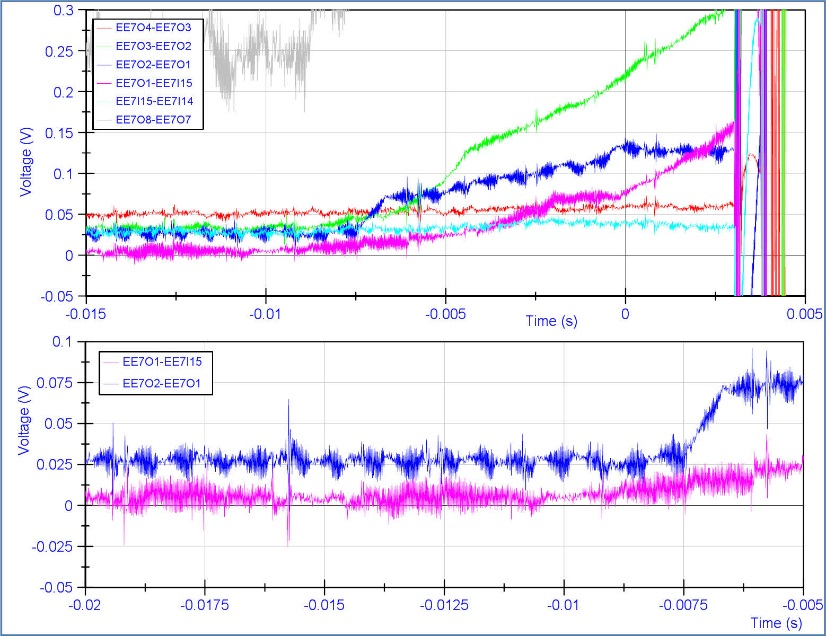 0.3
0.25
0.2
0.15
0.1
0.05
0
-0.05
Voltage (V)
EE7O4-EE7O3
EE7O3-EE7O2
EE7O2-EE7O1
EE7O1-EE7I15
EE7I15-EE7I14
EE7O8-EE7O7
-0.015 -0.01 -0.005 0 0.005
Time (s)
0.1
0.075
0.05
0.025
0
-0.025
-0.05
Voltage (V)
EE7O1-EE7I15
EE7O2-EE7O1
-0.02 -0.0175 -0.015 -0.0125 -0.01 -0.0075 -0.005
Time (s)